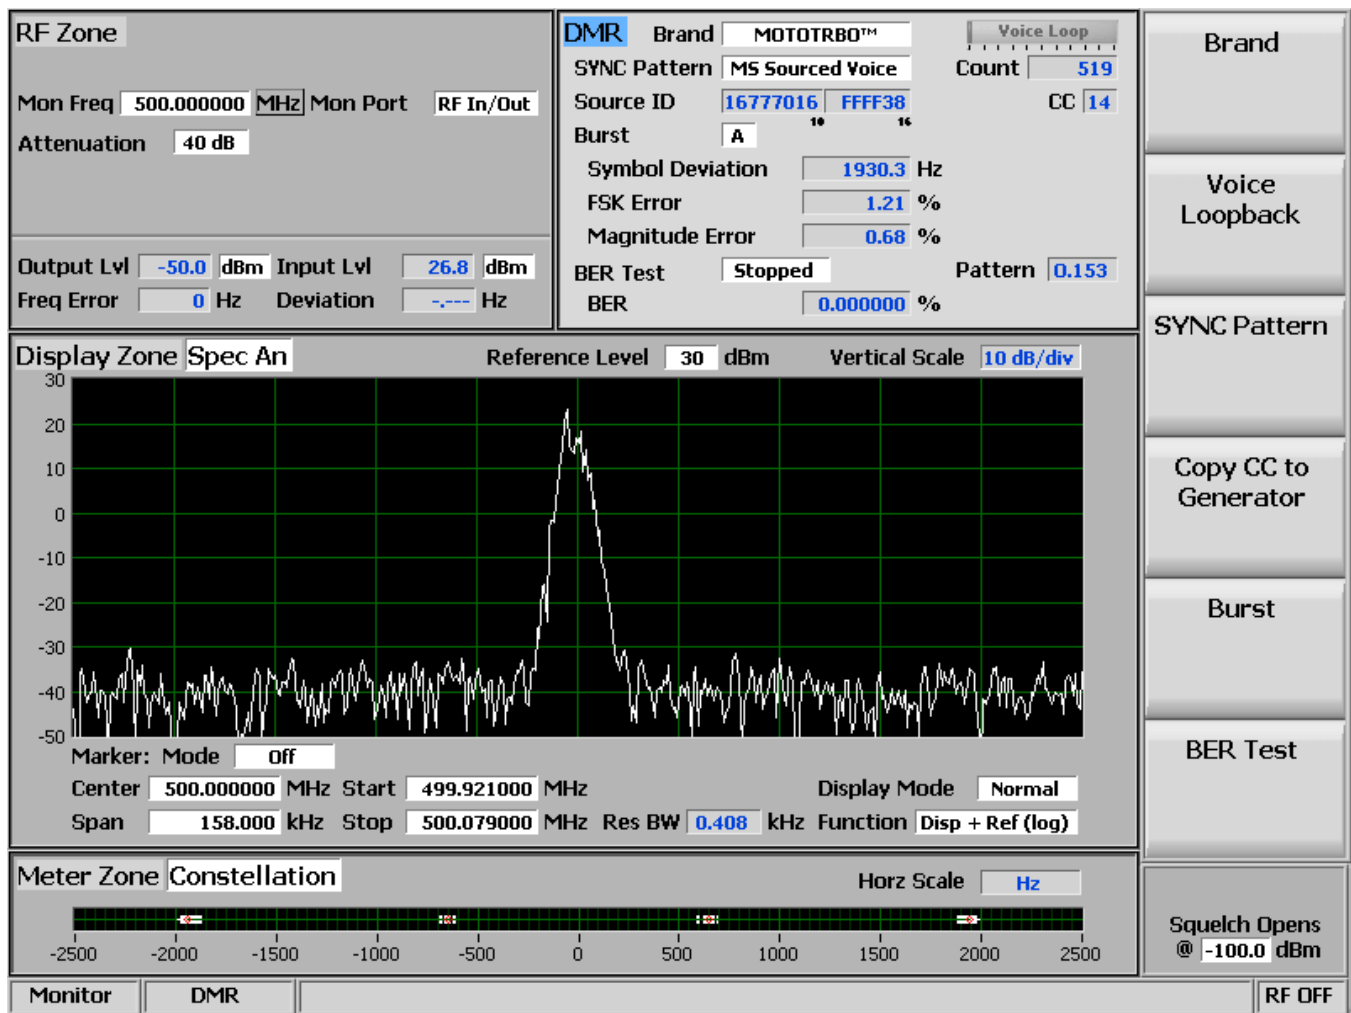 RF Zone
Mon Freq 500.000000 MHz Mon Port RF In/Out
Attenuation 40 dB
Output Lvl -50.0 dBm Input Lvl 26.8 dBm
Freq Error 0 Hz Deviation -.--- Hz
DMR Brand MOTOTRBO™ Voice Loop
SYNC Pattern MS Sourced Voice Count 519
Source ID 16777016 10 FFFF38 16 CC 14
Burst A
Symbol Deviation 1930.3 Hz
FSK Error 1.21 %
Magnitude Error 0.68 %
BER Test Stopped Pattern 0.153
BER 0.000000 %
Display Zone Spec An Reference Level 30 dBm Vertical Scale 10 dB/div
30
20
10
0
-10
-20
-30
-40
-50
Marker: Mode Off
Center 500.000000 MHz Start 499.921000 MHz Display Mode Normal
Span 158.000 kHz Stop 500.079000 MHz Res BW 0.408 kHz Function Disp + Ref (log)
Meter Zone Constellation Horz Scale Hz
-2500 -2000 -1500 -1000 -500 0 500 1000 1500 2000 2500
Brand
Voice
Loopback
SYNC Pattern
Copy CC to
Generator
Burst
BER Test
Squelch Opens
@ -100.0 dBm
Monitor DMR RF OFF